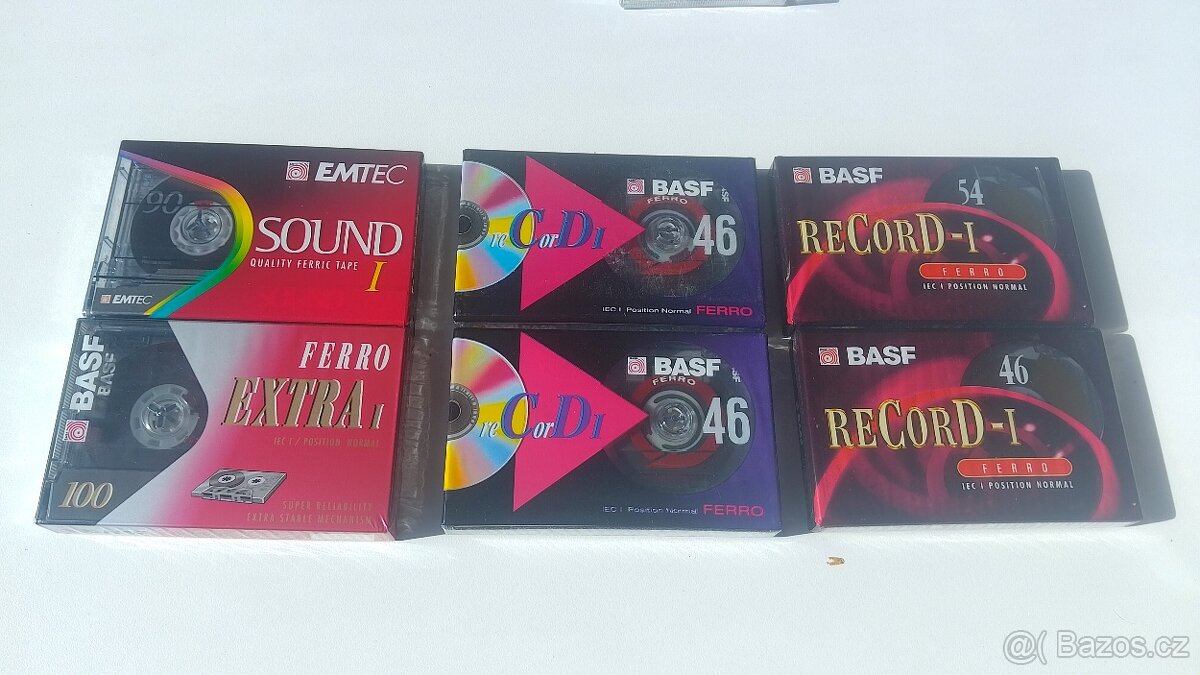 EMTEC
90
SOUND
QUALITY FERRIC TAPE
I
EMTEC
BASF
FERRO
46
reCorD I
IEC I Position Normal FERRO
BASF
54
RECORD-I
FERRO
IEC I POSITION NORMAL
BASF
BASF
FERRO
EXTRA I
IEC I / POSITION NORMAL
100
SUPER RELIABILITY
EXTRA STABLE MECHANISM
BASF
FERRO
46
reCorD I
IEC I Position Normal FERRO
BASF
46
RECORD-I
FERRO
IEC I POSITION NORMAL
@( Bazos.cz